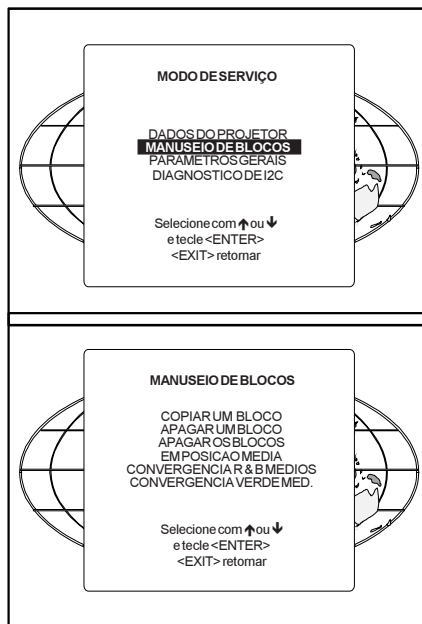 MODO DE SERVIÇO
DADOS DO PROJETOR
MANUSEIO DE BLOCOS
PARAMETROS GERAIS
DIAGNOSTICO DE I2C
Selecione com ↑ ou ↓
e tecle <ENTER>
<EXIT> retornar
MANUSEIO DE BLOCOS
COPIAR UM BLOCO
APAGAR UM BLOCO
APAGAR OS BLOCOS
EM POSICAO MEDIA
CONVERGENCIA R & B MEDIOS
CONVERGENCIA VERDE MED.
Selecione com ↑ ou ↓
e tecle <ENTER>
<EXIT> retornar